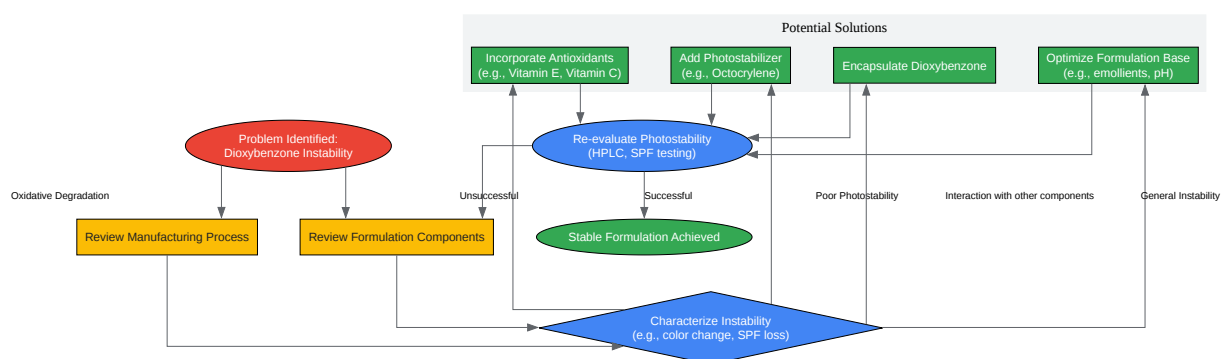 Potential Solutions
Incorporate Antioxidants
(e.g., Vitamin E, Vitamin C)
Add Photostabilizer
(e.g., Octocrylene)
Encapsulate Dioxybenzone
Optimize Formulation Base
(e.g., emollients, pH)
Problem Identified:
Dioxybenzone Instability
Re-evaluate Photostability
(HPLC, SPF testing)
Oxidative Degradation
Unsuccessful
Successful
Poor Photostability
Interaction with other components
General Instability
Review Manufacturing Process
Review Formulation Components
Stable Formulation Achieved
Characterize Instability
(e.g., color change, SPF loss)